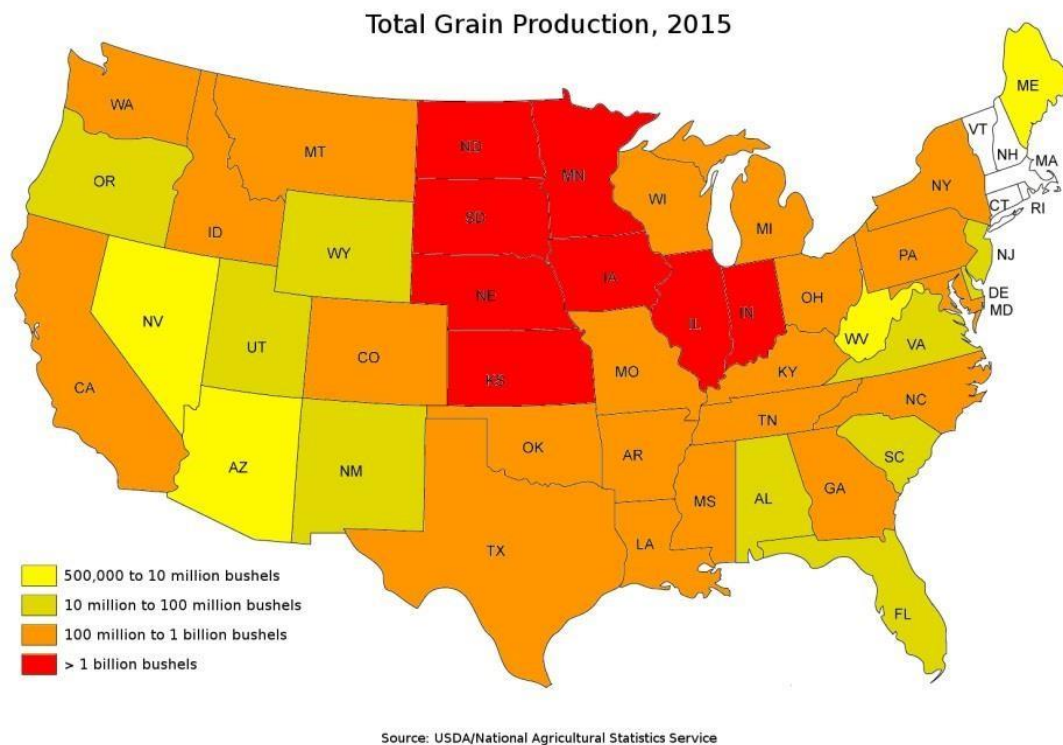 Total Grain Production, 2015
ME
WA
VT
ND
MT
MN
NH
MA
OR
NY
WI
CT
RI
SD
ID
MI
WY
PA
NJ
IA
NE
OH
DE
NV
IL
IN
MD
UT
WV
CO
VA
CA
KS
MO
KY
NC
TN
OK
AZ
NM
AR
SC
MS
AL
GA
LA
TX
500,000 to 10 million bushels
10 million to 100 million bushels
FL
100 million to 1 billion bushels
> 1 billion bushels
Source: USDA/National Agricultural Statistics Service